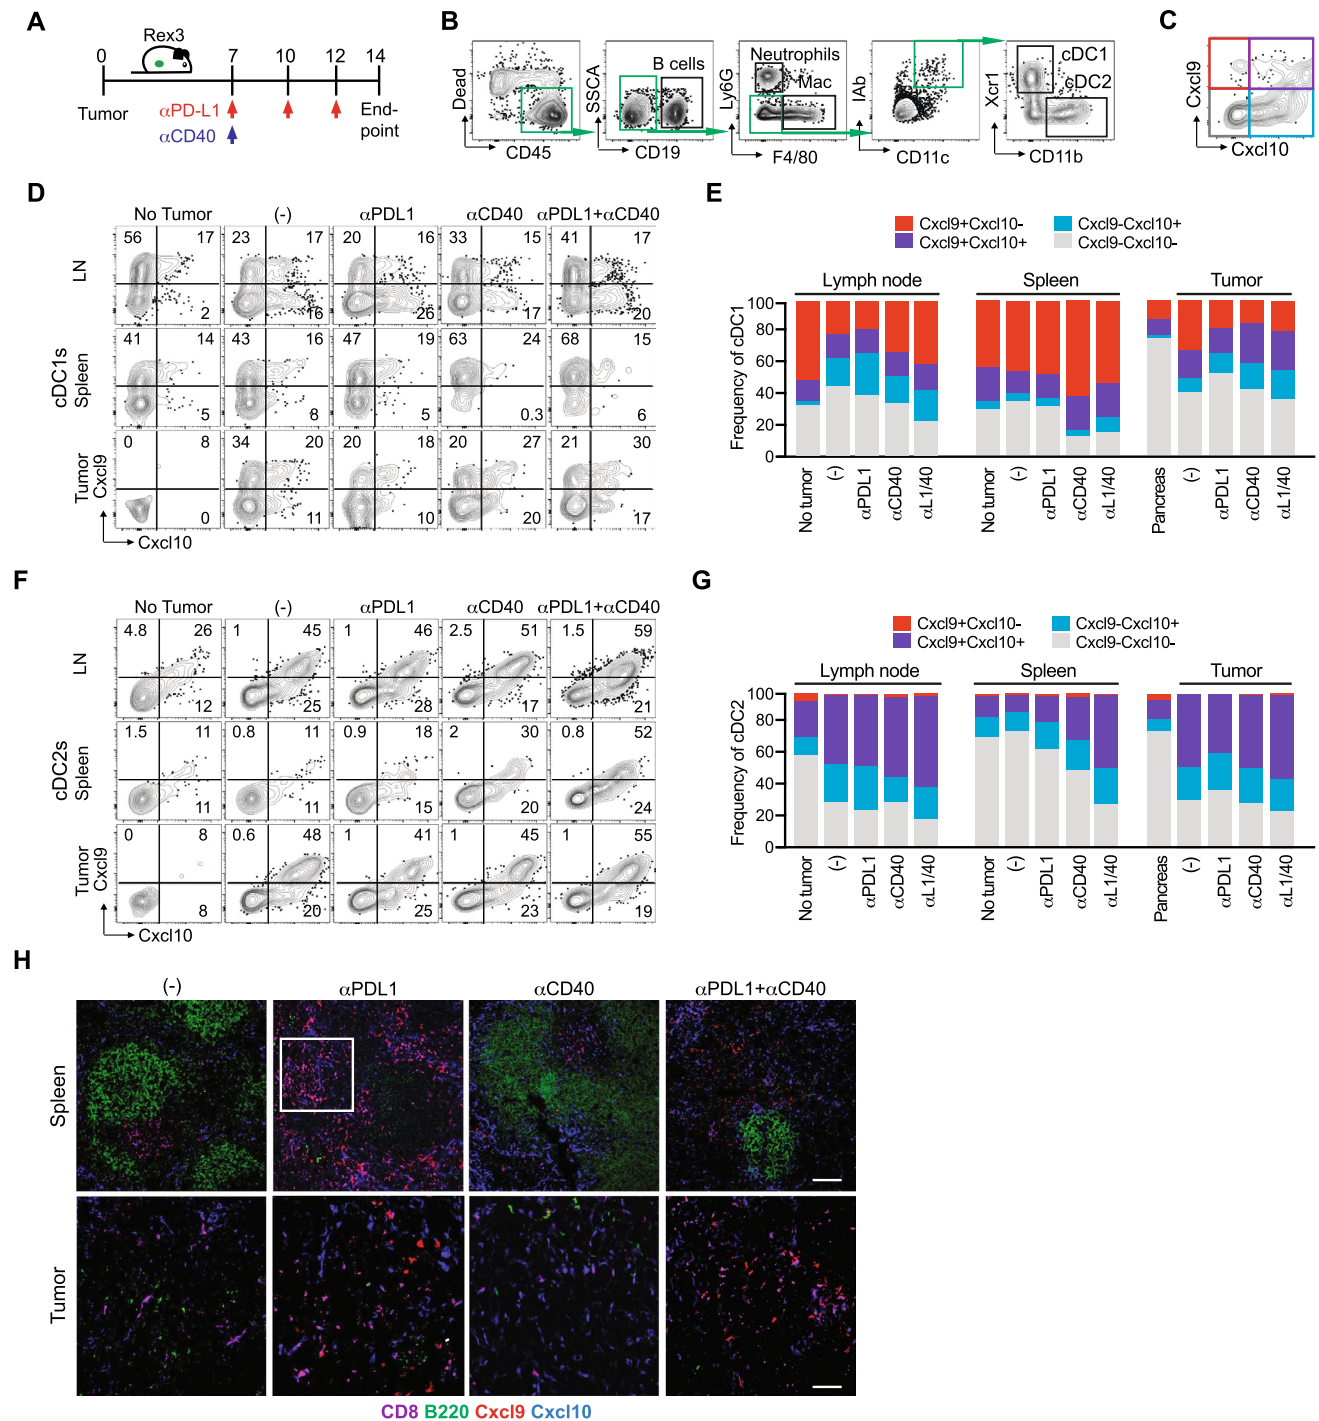 A
Rex3
0 7 10 12 14
Tumor αPD-L1 End-point
αCD40
B
Dead
CD45
SSCA
B cells
CD19
Ly6G
Neutrophils
Mac
F4/80
IAb
CD11c
Xcr1
cDC1
cDC2
CD11b
C
Cxcl9
Cxcl10
D
No Tumor (-) αPDL1 αCD40 αPDL1+αCD40
cDC1s
LN
56 17 23 17 20 16 33 15 41 17
2 16 26 17 20
Spleen
41 14 43 16 47 19 63 24 68 15
5 8 5 0.3 6
Tumor
0 8 34 20 20 18 20 27 21 30
0 11 10 20 17
Cxcl9
Cxcl10
E
Cxcl9+Cxcl10- Cxcl9-Cxcl10+
Cxcl9+Cxcl10+ Cxcl9-Cxcl10-
Lymph node Spleen Tumor
Frequency of cDC1
100
80
60
40
20
0
No tumor (-) αPDL1 αCD40 αL1/40 No tumor (-) αPDL1 αCD40 αL1/40 Pancreas (-) αPDL1 αCD40 αL1/40
F
No Tumor (-) αPDL1 αCD40 αPDL1+αCD40
cDC2s
LN
4.8 26 1 45 1 46 2.5 51 1.5 59
12 25 28 17 21
Spleen
1.5 11 0.8 11 0.9 18 2 30 0.8 52
11 11 15 20 24
Tumor
0 8 0.6 48 1 41 1 45 1 55
8 20 25 23 19
Cxcl9
Cxcl10
G
Cxcl9+Cxcl10- Cxcl9-Cxcl10+
Cxcl9+Cxcl10+ Cxcl9-Cxcl10-
Lymph node Spleen Tumor
Frequency of cDC2
100
80
60
40
20
0
No tumor (-) αPDL1 αCD40 αL1/40 No tumor (-) αPDL1 αCD40 αL1/40 Pancreas (-) αPDL1 αCD40 αL1/40
H
(-) αPDL1 αCD40 αPDL1+αCD40
Spleen
Tumor
CD8 B220 Cxcl9 Cxcl10